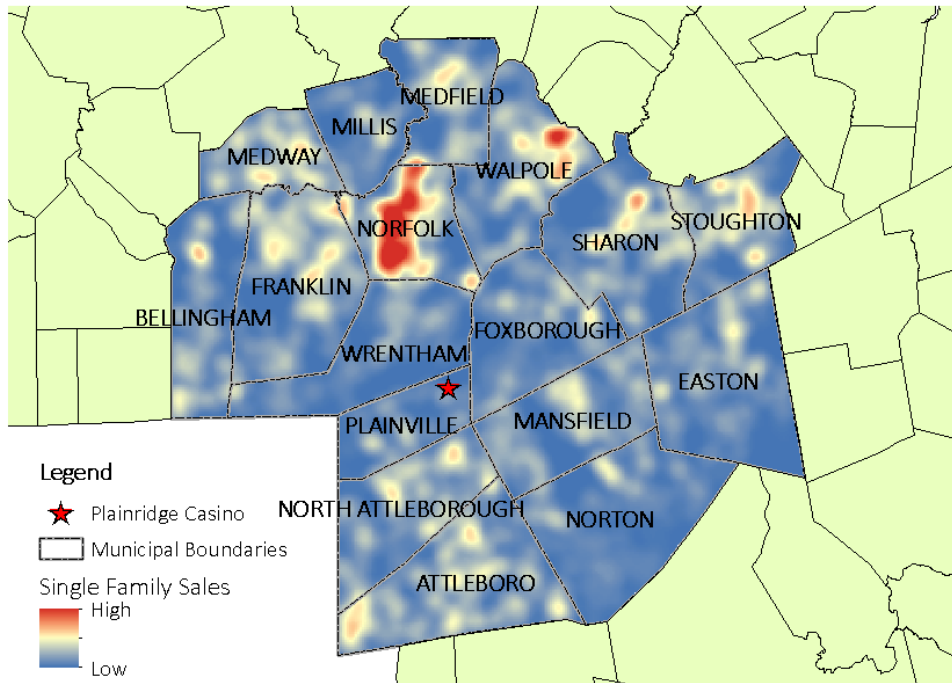 MEDFIELD
MILLIS
MEDWAY
WALPOLE
NORFOLK
STOUGHTON
SHARON
FRANKLIN
BELLINGHAM
FOXBOROUGH
WRENTHAM
EASTON
PLAINVILLE
MANSFIELD
NORTH ATTLEBOROUGH
NORTON
ATTLEBORO
Legend
Plainridge Casino
Municipal Boundaries
Single Family Sales
High
Low